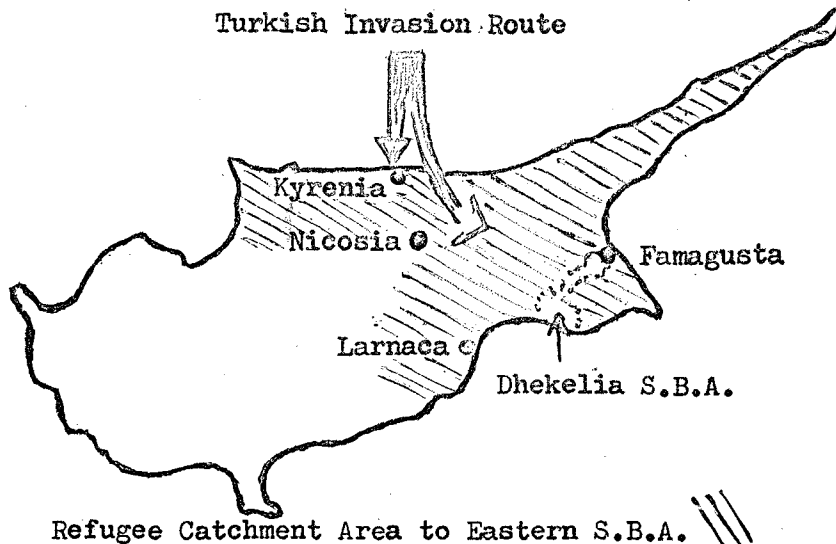 Turkish Invasion Route
Kyrenia
Nicosia
Famagusta
Larnaca
Dhekelia S.B.A.
Refugee Catchment Area to Eastern S.B.A.